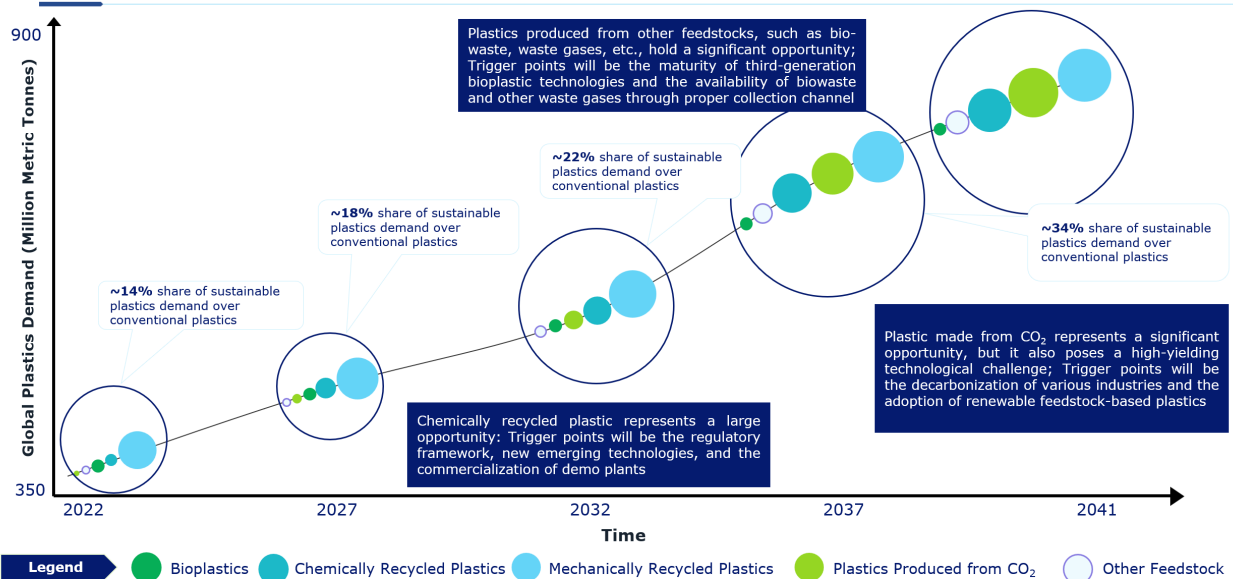 900
Global Plastics Demand (Million Metric Tonnes)
350
Plastics produced from other feedstocks, such as bio-
waste, waste gases, etc., hold a significant opportunity;
Trigger points will be the maturity of third-generation
bioplastic technologies and the availability of biowaste
and other waste gases through proper collection channel
~22% share of sustainable
plastics demand over
conventional plastics
~18% share of sustainable
plastics demand over
conventional plastics
~34% share of sustainable
plastics demand over
conventional plastics
~14% share of sustainable
plastics demand over
conventional plastics
Plastic made from CO₂ represents a significant
opportunity, but it also poses a high-yielding
technological challenge; Trigger points will be
the decarbonization of various industries and the
adoption of renewable feedstock-based plastics
Chemically recycled plastic represents a large
opportunity: Trigger points will be the regulatory
framework, new emerging technologies, and the
commercialization of demo plants
2022 2027 2032 2037 2041
Time
Legend Bioplastics Chemically Recycled Plastics Mechanically Recycled Plastics Plastics Produced from CO₂ Other Feedstock